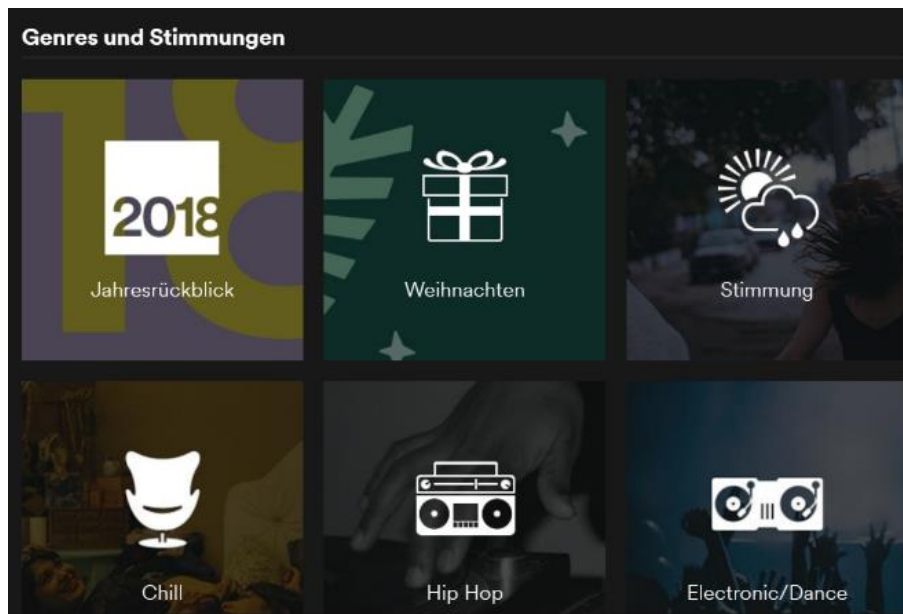 Genres und Stimmungen
2018
Jahresrückblick
Weihnachten
Stimmung
Chill
Hip Hop
Electronic/Dance